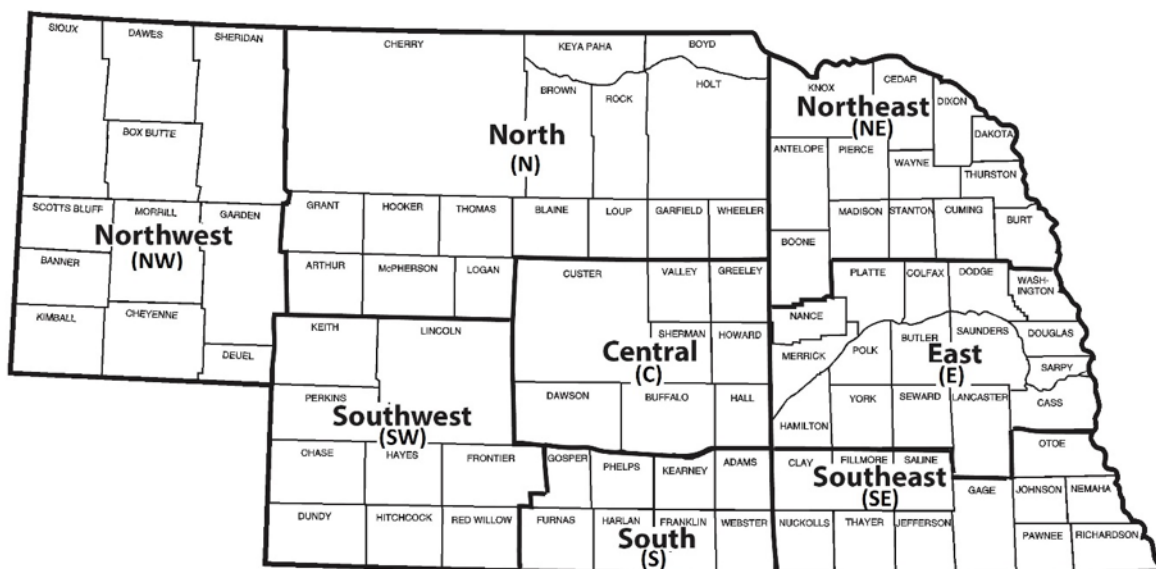 SIOUX
DAWES
SHERIDAN
CHERRY
KEYA PAHA
BOYD
BROWN
ROCK
HOLT
KNOX
CEDAR
DIXON
DAKOTA
Northeast
(NE)
North
(N)
BOX BUTTE
ANTELOPE
PIERCE
WAYNE
THURSTON
SCOTTS BLUFF
MORRILL
GARDEN
GRANT
HOOKER
THOMAS
BLAINE
LOUP
GARFIELD
WHEELER
MADISON
STANTON
CUMING
BURT
Northwest
(NW)
BOONE
BANNER
ARTHUR
McPHERSON
LOGAN
CUSTER
VALLEY
GREELEY
PLATTE
COLFAX
DODGE
WASH-
INGTON
KIMBALL
CHEYENNE
DEUEL
KEITH
LINCOLN
SHERMAN
HOWARD
NANCE
MERRICK
POLK
BUTLER
SAUNDERS
DOUGLAS
SARPY
Central
(C)
East
(E)
PERKINS
DAWSON
BUFFALO
HALL
HAMILTON
YORK
SEWARD
LANCASTER
CASS
OTOE
Southwest
(SW)
CHASE
HAYES
FRONTIER
GOSPER
PHELPS
KEARNEY
ADAMS
CLAY
FILLMORE
SALINE
Southeast
(SE)
GAGE
JOHNSON
NEMAHA
DUNDY
HITCHCOCK
RED WILLOW
FURNAS
HARLAN
FRANKLIN
WEBSTER
NUCKOLLS
THAYER
JEFFERSON
PAWNEE
RICHARDSON
South
(S)